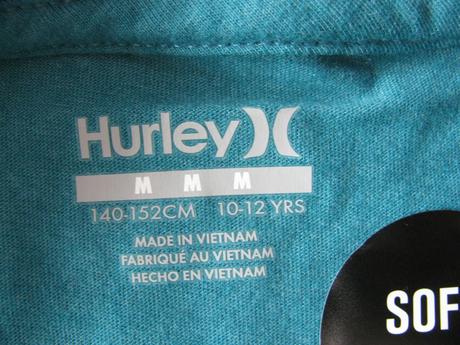 Hurley
M M M
140-152CM 10-12 YRS
MADE IN VIETNAM
FABRIQUÉ AU VIETNAM
HECHO EN VIETNAM
SOF